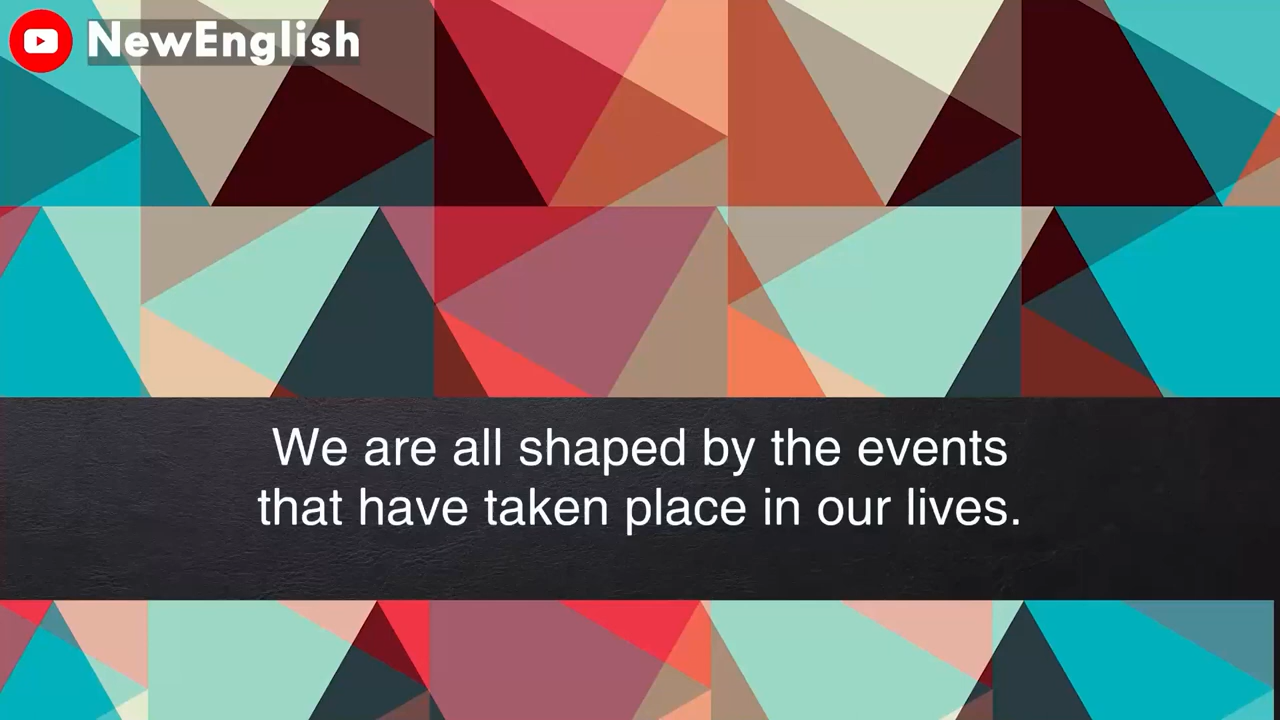 NewEnglish
We are all shaped by the events
that have taken place in our lives.